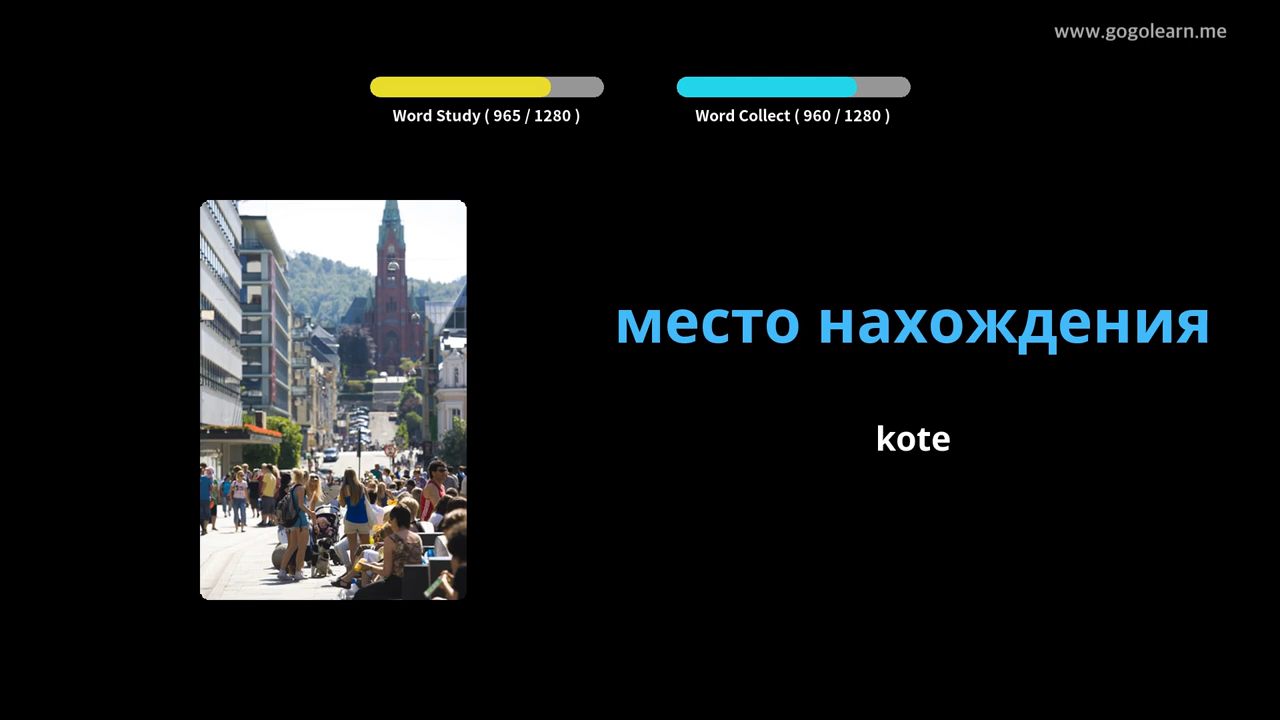 www.gogolearn.me
Word Study ( 965 / 1280 )
Word Collect ( 960 / 1280 )
место нахождения
kote